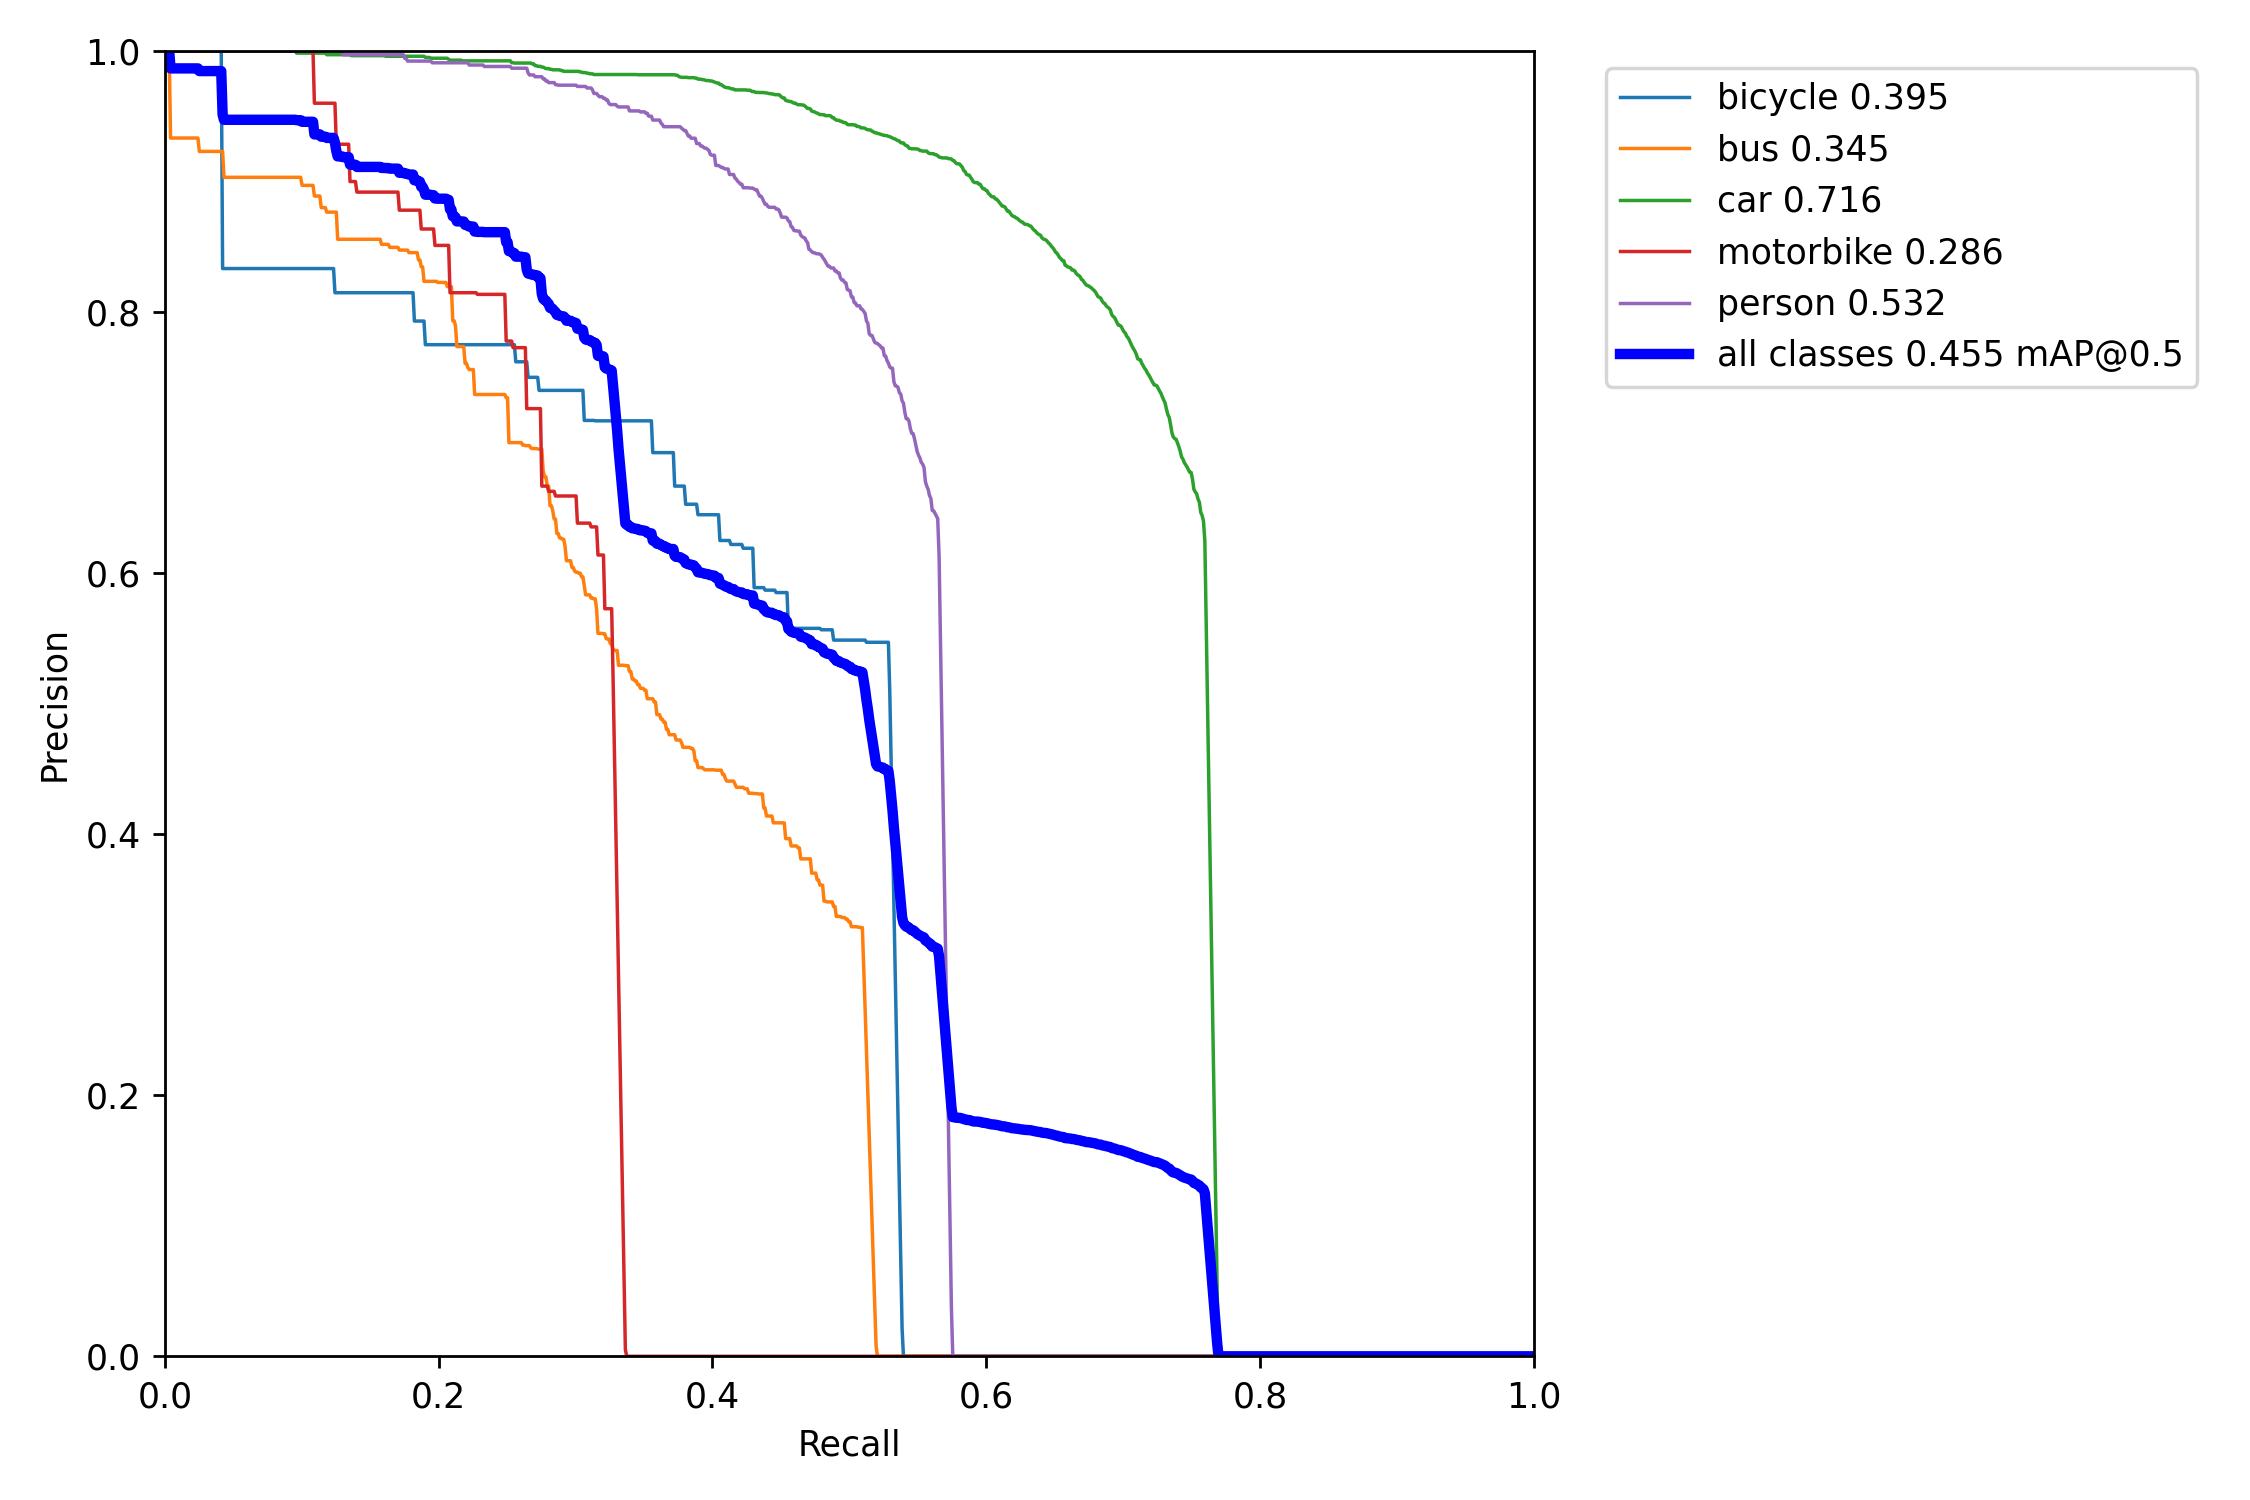 1.0
0.8
0.6
0.4
0.2
0.0
0.0 0.2 0.4 0.6 0.8 1.0
Precision
Recall
bicycle 0.395
bus 0.345
car 0.716
motorbike 0.286
person 0.532
all classes 0.455 mAP@0.5